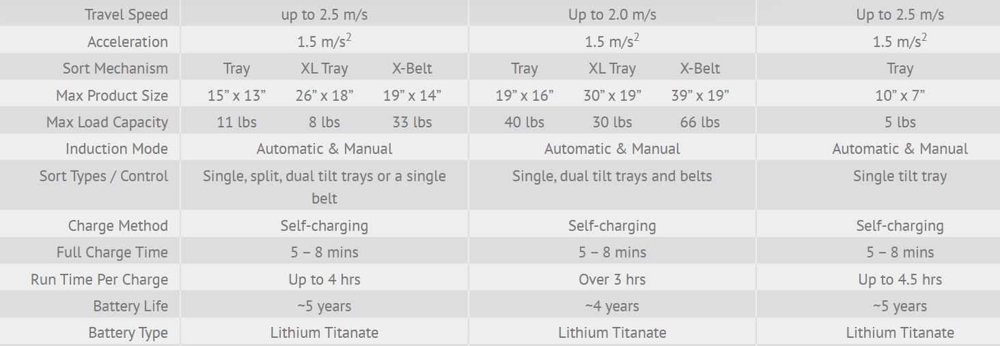 Travel Speed up to 2.5 m/s Up to 2.0 m/s Up to 2.5 m/s
Acceleration 1.5 m/s² 1.5 m/s² 1.5 m/s²
Sort Mechanism Tray XL Tray X-Belt Tray XL Tray X-Belt Tray
Max Product Size 15” x 13” 26” x 18” 19” x 14” 19” x 16” 30” x 19” 39” x 19” 10” x 7”
Max Load Capacity 11 lbs 8 lbs 33 lbs 40 lbs 30 lbs 66 lbs 5 lbs
Induction Mode Automatic & Manual Automatic & Manual Automatic & Manual
Sort Types / Control Single, split, dual tilt trays or a single Single, dual tilt trays and belts Single tilt tray
belt
Charge Method Self-charging Self-charging Self-charging
Full Charge Time 5 – 8 mins 5 – 8 mins 5 – 8 mins
Run Time Per Charge Up to 4 hrs Over 3 hrs Up to 4.5 hrs
Battery Life ~5 years ~4 years ~5 years
Battery Type Lithium Titanate Lithium Titanate Lithium Titanate